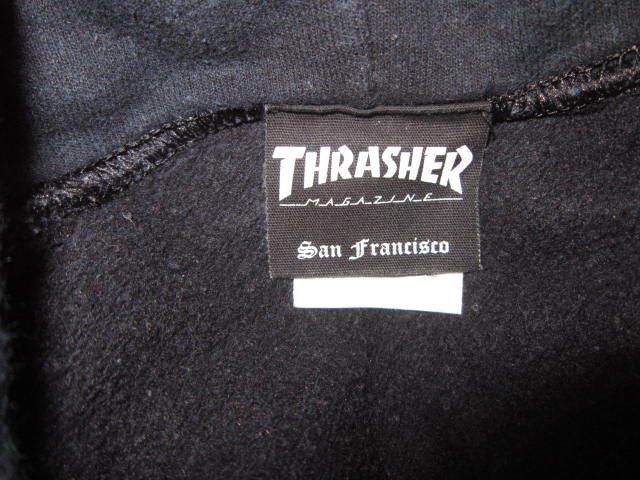 THRASHER
MAGAZINE
San Francisco